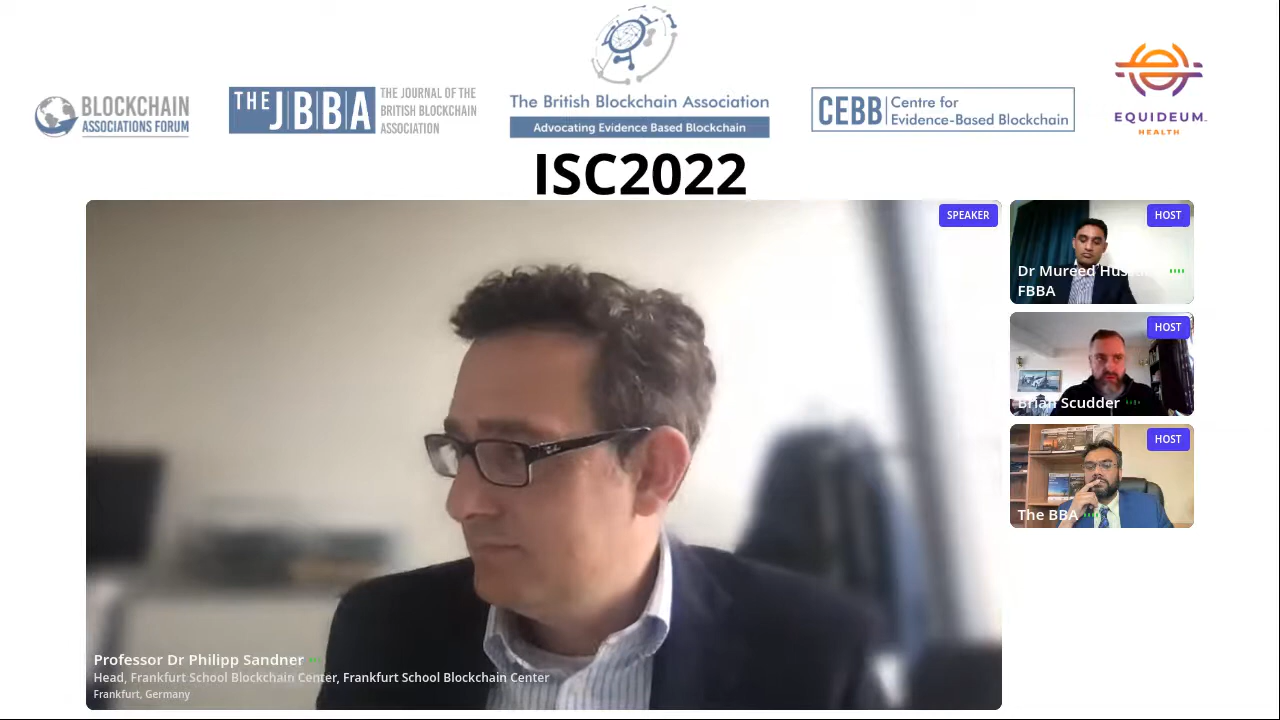 BLOCKCHAIN
ASSOCIATIONS FORUM
THE JBBA
THE JOURNAL OF THE
BRITISH BLOCKCHAIN
ASSOCIATION
The British Blockchain Association
Advocating Evidence Based Blockchain
CEBB
Centre for
Evidence-Based Blockchain
EQUIDEUM
HEALTH
ISC2022
SPEAKER
Professor Dr Philipp Sandner
Head, Frankfurt School Blockchain Center, Frankfurt School Blockchain Center
Frankfurt, Germany
HOST
Dr Mureed
FBBA
HOST
Brian Scudder
HOST
The BBA